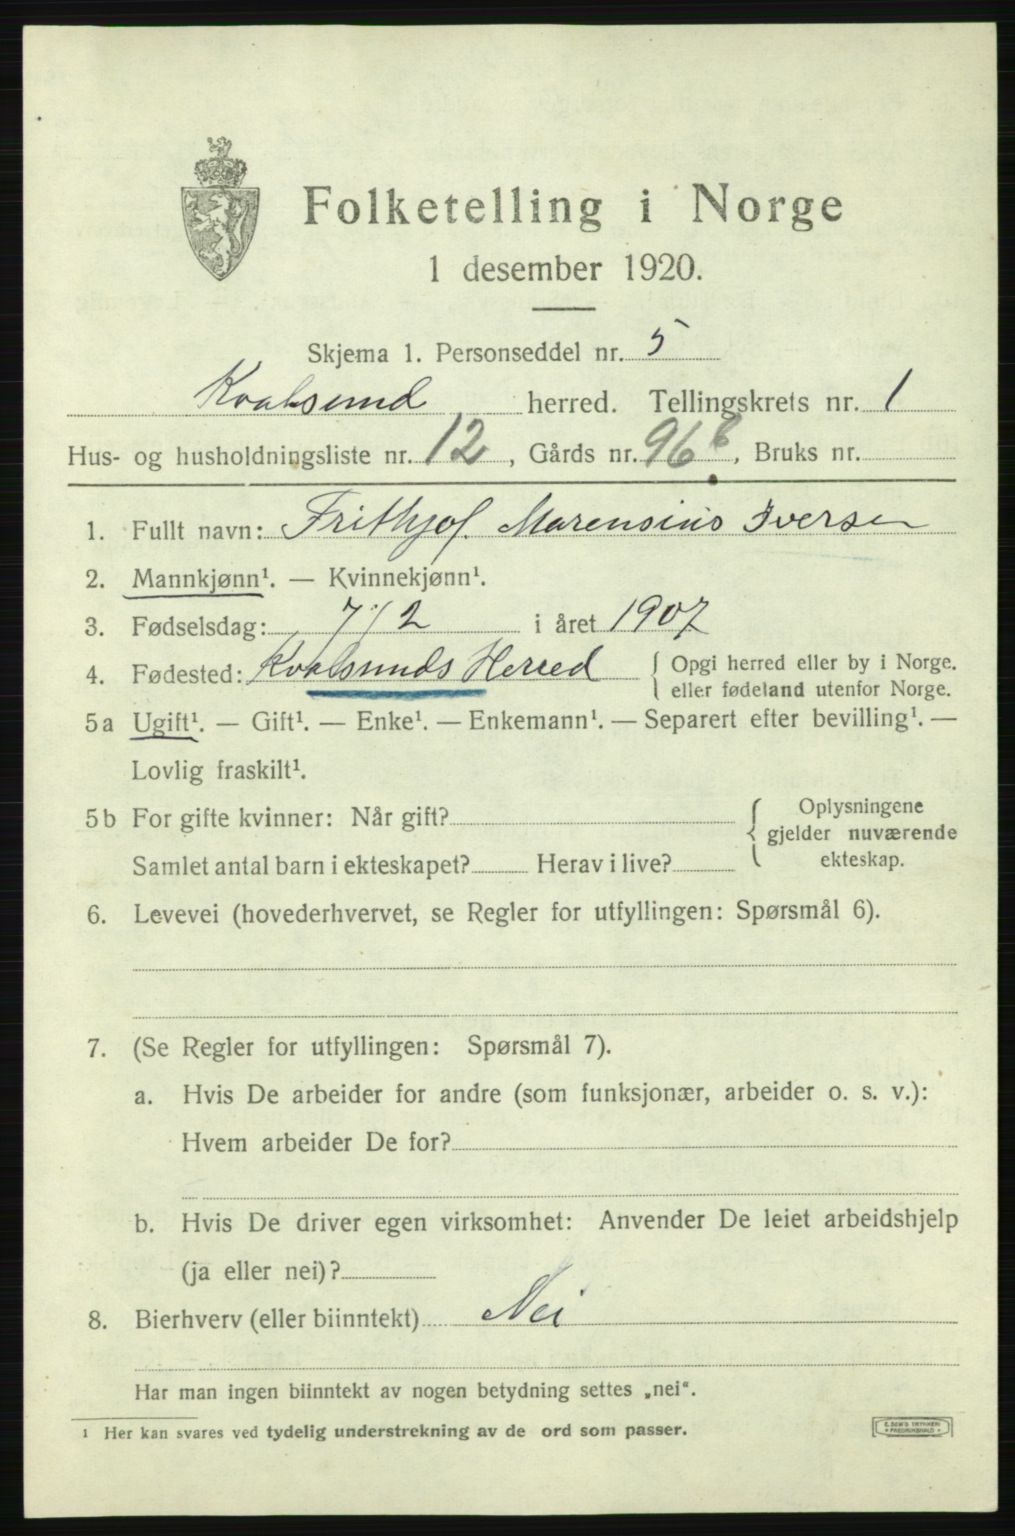 Folketelling i Norge
1 desember 1920.
Skjema 1. Personseddel nr. 5
Kvalsund herred. Tellingskrets nr. 1
Hus- og husholdningsliste nr. 12, Gårds nr. 96, Bruks nr.
1. Fullt navn: Frithjof Marensius Iversen
2. Mannkjønn¹. — Kvinnekjønn¹.
3. Fødselsdag: 7/2 i året 1907
4. Fødested: Kvalsunds Herred { Opgi herred eller by i Norge.
eller fødeland utenfor Norge.
5a Ugift¹. — Gift¹. — Enke¹. — Enkemann¹. — Separert efter bevilling¹. —
Lovlig fraskilt¹.
5b For gifte kvinner: Når gift? { Oplysningene
gjelder nuværende
Samlet antal barn i ekteskapet? Herav i live? ekteskap.
6. Levevei (hovederhvervet, se Regler for utfyllingen: Spørsmål 6).
7. (Se Regler for utfyllingen: Spørsmål 7).
a. Hvis De arbeider for andre (som funksjonær, arbeider o. s. v.):
Hvem arbeider De for?
b. Hvis De driver egen virksomhet: Anvender De leiet arbeidshjelp
(ja eller nei)?
8. Bierhverv (eller biinntekt) Nei
Har man ingen biinntekt av nogen betydning settes „nei“.
¹ Her kan svares ved tydelig understrekning av de ord som passer.